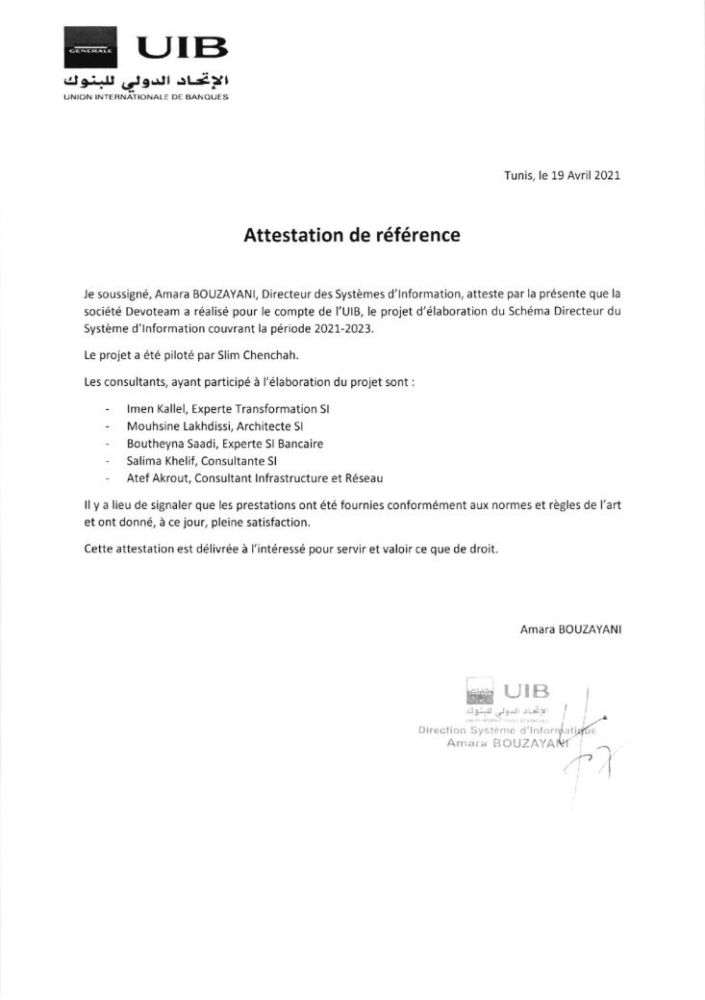 GENERALE
UIB
الإتحاد الدولي للبنوك
UNION INTERNATIONALE DE BANQUES
Tunis, le 19 Avril 2021
Attestation de référence
Je soussigné, Amara BOUZAYANI, Directeur des Systèmes d'Information, atteste par la présente que la
société Devoteam a réalisé pour le compte de l'UIB, le projet d'élaboration du Schéma Directeur du
Système d'Information couvrant la période 2021-2023.
Le projet a été piloté par Slim Chenchah.
Les consultants, ayant participé à l'élaboration du projet sont :
- Imen Kallel, Experte Transformation SI
- Mouhsine Lakhdissi, Architecte SI
- Boutheyna Saadi, Experte SI Bancaire
- Salima Khelif, Consultante SI
- Atef Akrout, Consultant Infrastructure et Réseau
Il y a lieu de signaler que les prestations ont été fournies conformément aux normes et règles de l'art
et ont donné, à ce jour, pleine satisfaction.
Cette attestation est délivrée à l'intéressé pour servir et valoir ce que de droit.
Amara BOUZAYANI
UIB
الإتحاد الدولي للبنوك
UNION INTERNATIONALE DE BANQUES
Direction Système d'Informatique
Amara BOUZAYANI